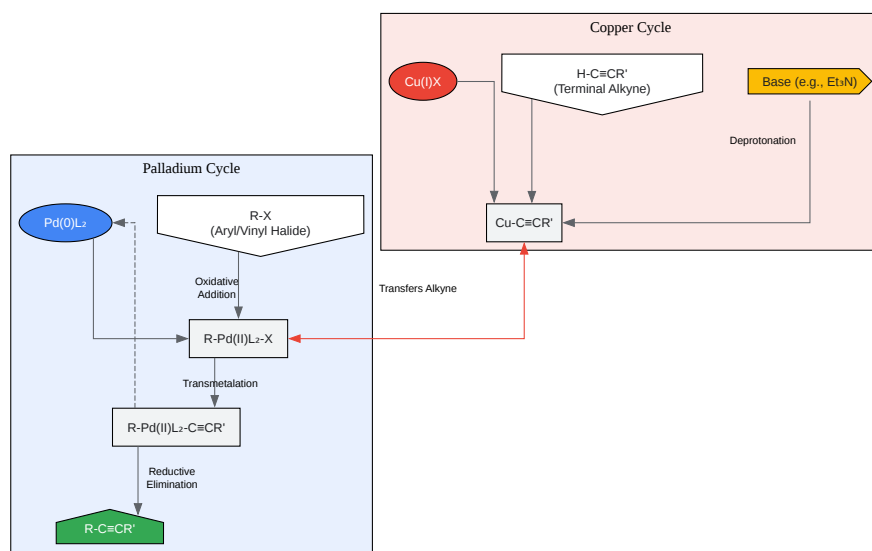 Copper Cycle
Cu(I)X
H-C≡CR'
(Terminal Alkyne)
Base (e.g., Et₃N)
Deprotonation
Cu-C≡CR'
Palladium Cycle
Pd(0)L₂
R-X
(Aryl/Vinyl Halide)
Oxidative
Addition
Transfers Alkyne
R-Pd(II)L₂-X
Transmetalation
R-Pd(II)L₂-C≡CR'
Reductive
Elimination
R-C≡CR'